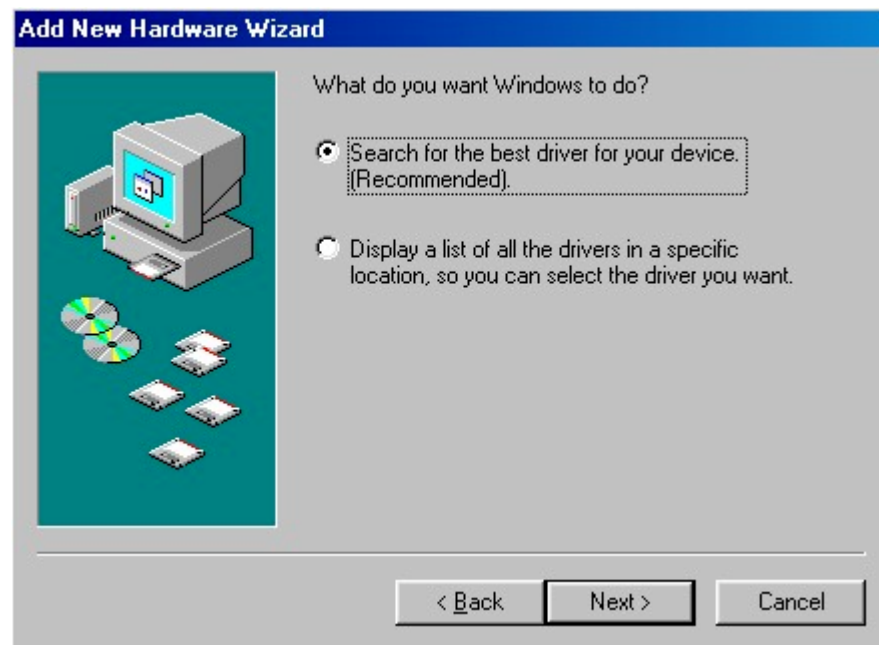 Add New Hardware Wizard
What do you want Windows to do?
Search for the best driver for your device.
(Recommended).
Display a list of all the drivers in a specific
location, so you can select the driver you want.
< Back
Next >
Cancel